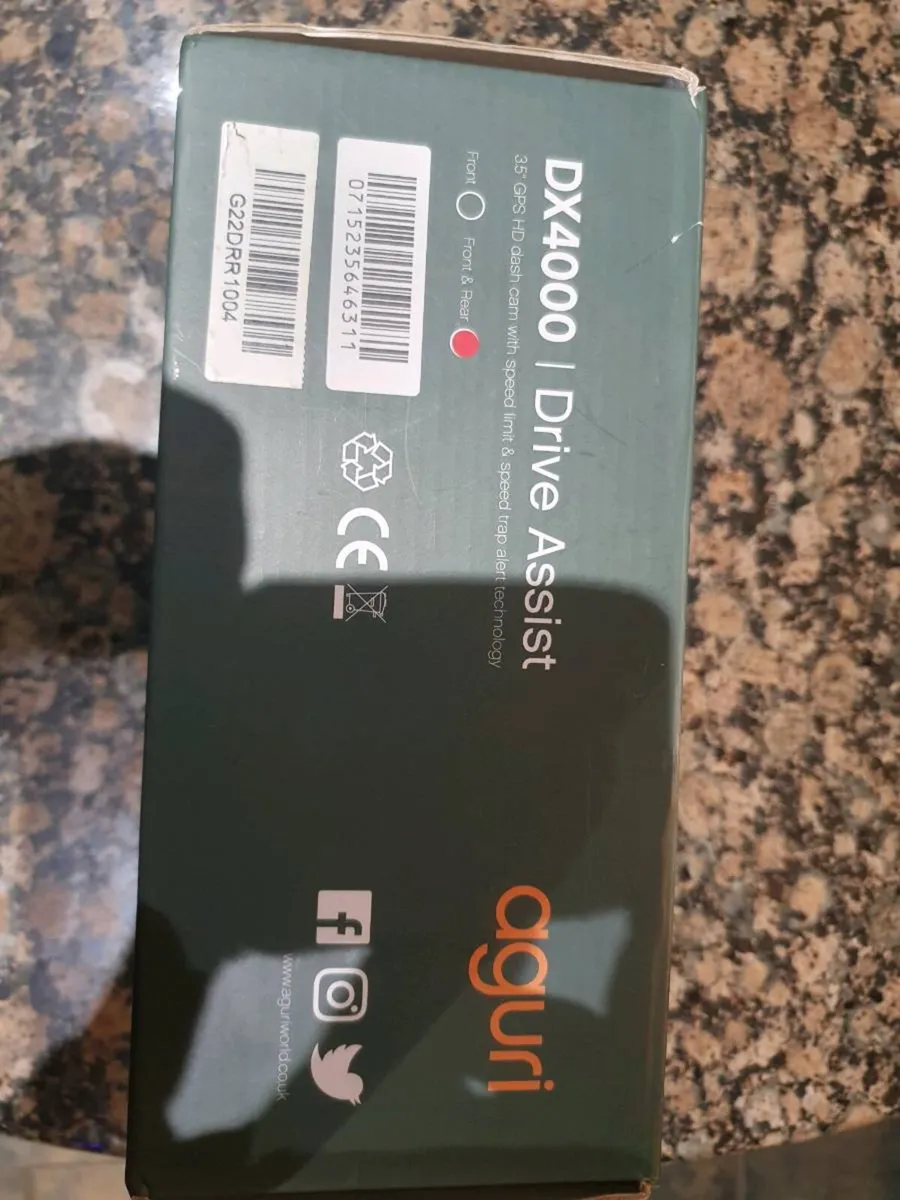 DX4000 | Drive Assist
3.5" GPS HD dash cam with speed limit & speed trap alert technology
Front Front & Rear
0715235646311
G22DRR1004
CE
aguri
www.aguriworld.co.uk